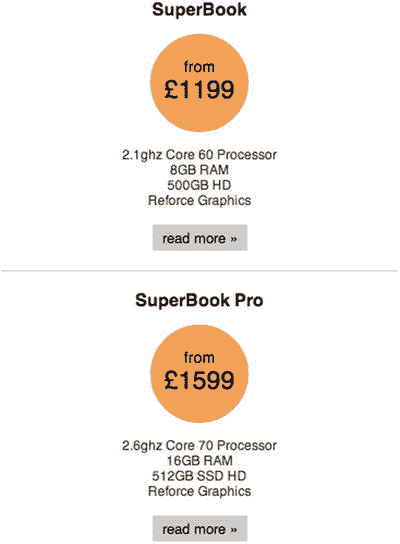 SuperBook
from
£1199
2.1ghz Core 60 Processor
8GB RAM
500GB HD
Reforce Graphics
read more »
SuperBook Pro
from
£1599
2.6ghz Core 70 Processor
16GB RAM
512GB SSD HD
Reforce Graphics
read more »